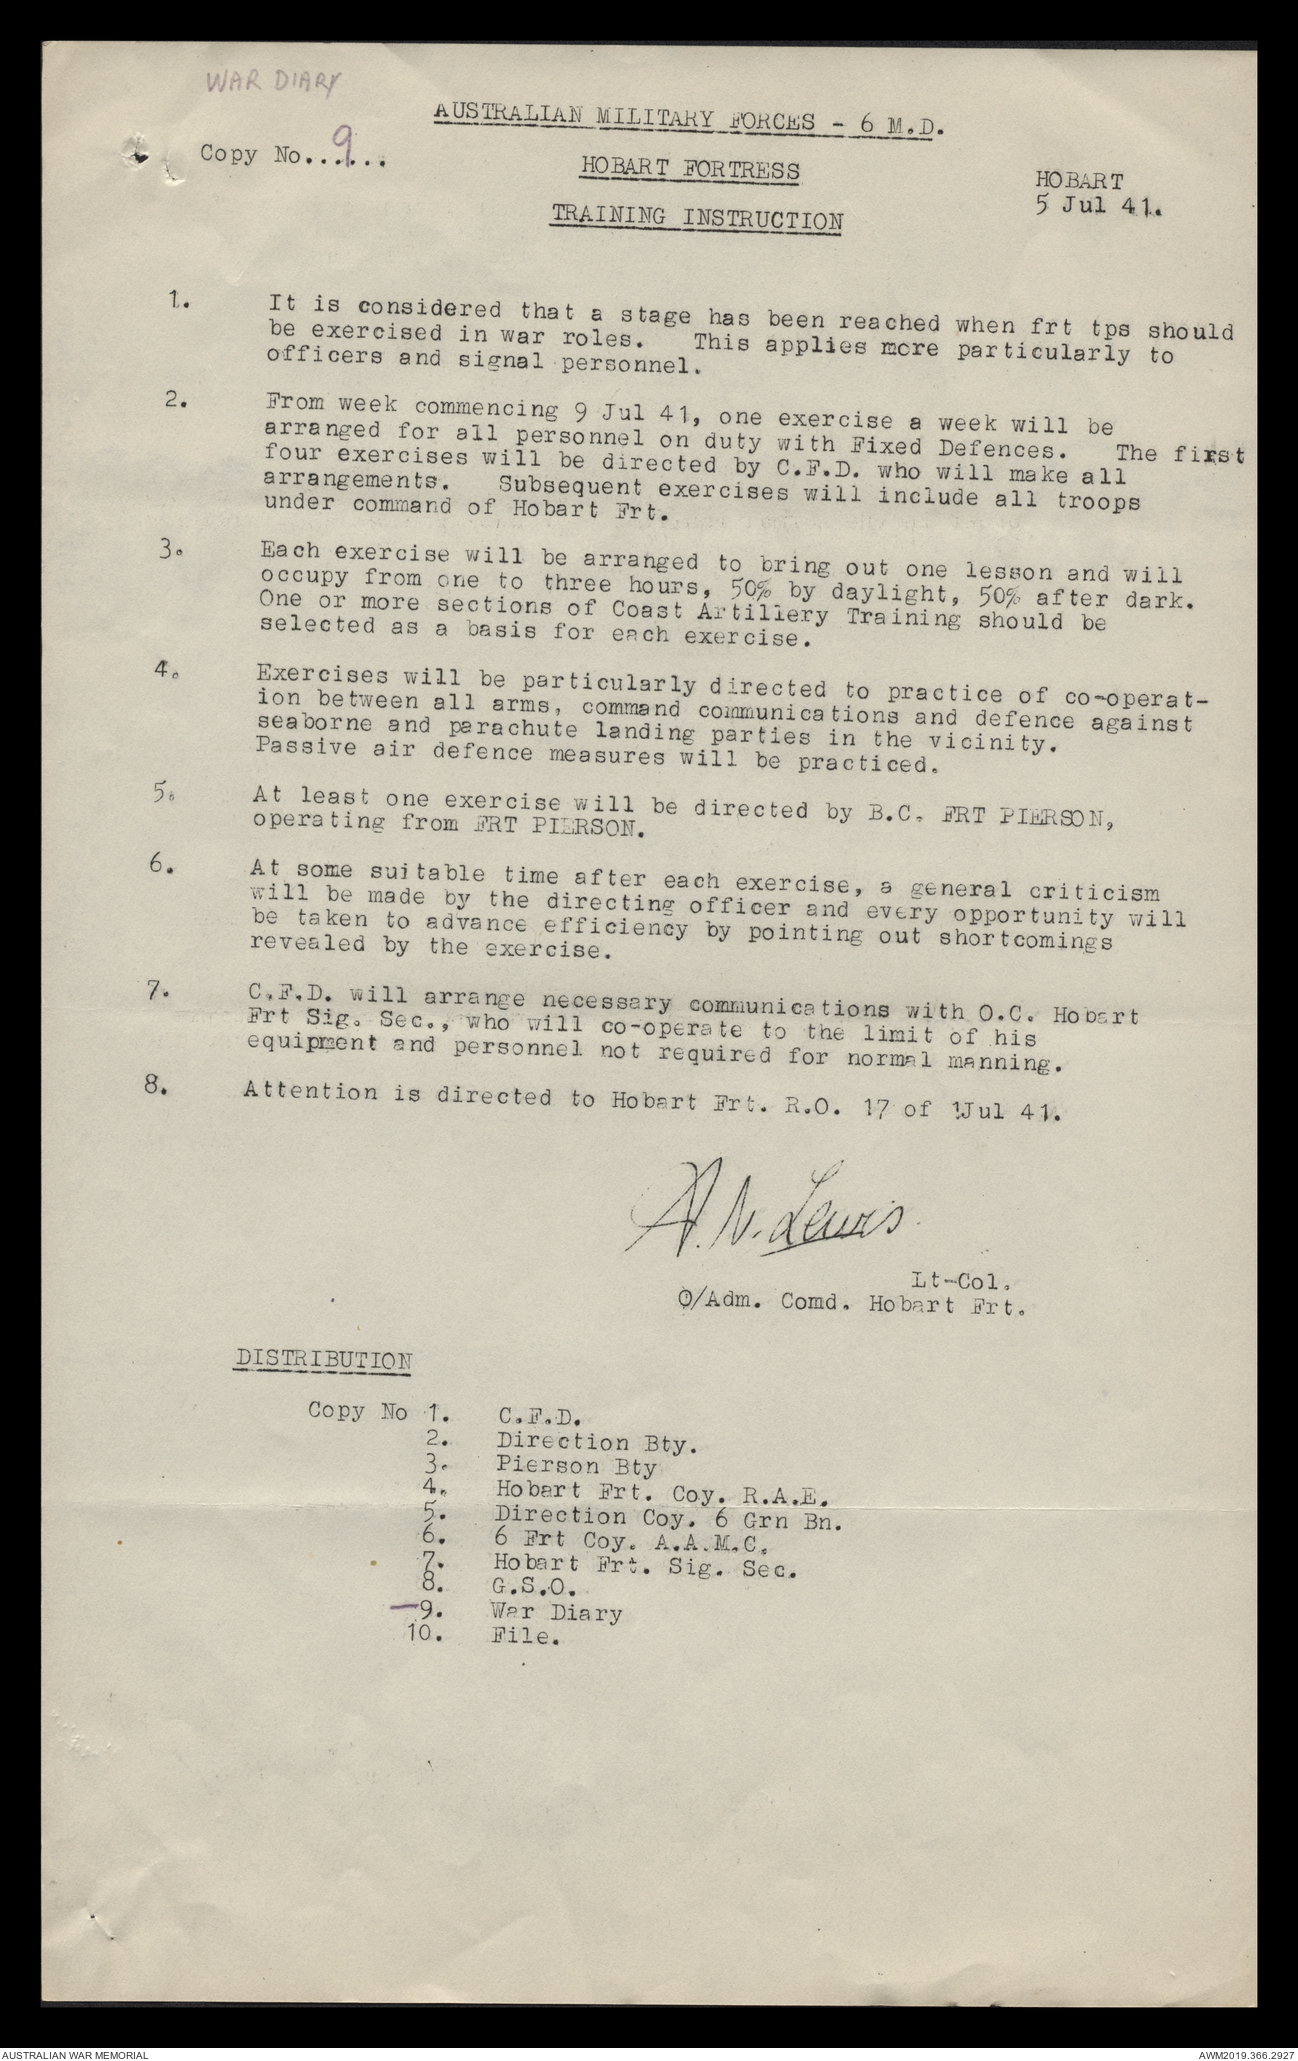 WAR DIARY
AUSTRALIAN MILITARY FORCES - 6 M.D.
Copy No...9...
HOBART FORTRESS
HOBART
5 Jul 41.
TRAINING INSTRUCTION
1. It is considered that a stage has been reached when frt tps should
be exercised in war roles. This applies more particularly to
officers and signal personnel.
2. From week commencing 9 Jul 41, one exercise a week will be
arranged for all personnel on duty with Fixed Defences. The first
four exercises will be directed by C.F.D. who will make all
arrangements. Subsequent exercises will include all troops
under command of Hobart Frt.
3. Each exercise will be arranged to bring out one lesson and will
occupy from one to three hours, 50% by daylight, 50% after dark.
One or more sections of Coast Artillery Training should be
selected as a basis for each exercise.
4. Exercises will be particularly directed to practice of co-operat-
ion between all arms, command communications and defence against
seaborne and parachute landing parties in the vicinity.
Passive air defence measures will be practiced.
5. At least one exercise will be directed by B.C. FRT PIERSON,
operating from FRT PIERSON.
6. At some suitable time after each exercise, a general criticism
will be made by the directing officer and every opportunity will
be taken to advance efficiency by pointing out shortcomings
revealed by the exercise.
7. C.F.D. will arrange necessary communications with O.C. Hobart
Frt Sig. Sec., who will co-operate to the limit of his
equipment and personnel not required for normal manning.
8. Attention is directed to Hobart Frt. R.O. 17 of 1Jul 41.
A.N. Lewis
Lt-Col.
O/Adm. Comd. Hobart Frt.
DISTRIBUTION
Copy No 1. C.F.D.
2. Direction Bty.
3. Pierson Bty
4. Hobart Frt. Coy. R.A.E.
5. Direction Coy. 6 Grn Bn.
6. 6 Frt Coy. A.A.M.C.
7. Hobart Frt. Sig. Sec.
8. G.S.O.
9. War Diary
10. File.
AUSTRALIAN WAR MEMORIAL
AWM2019.366.2927